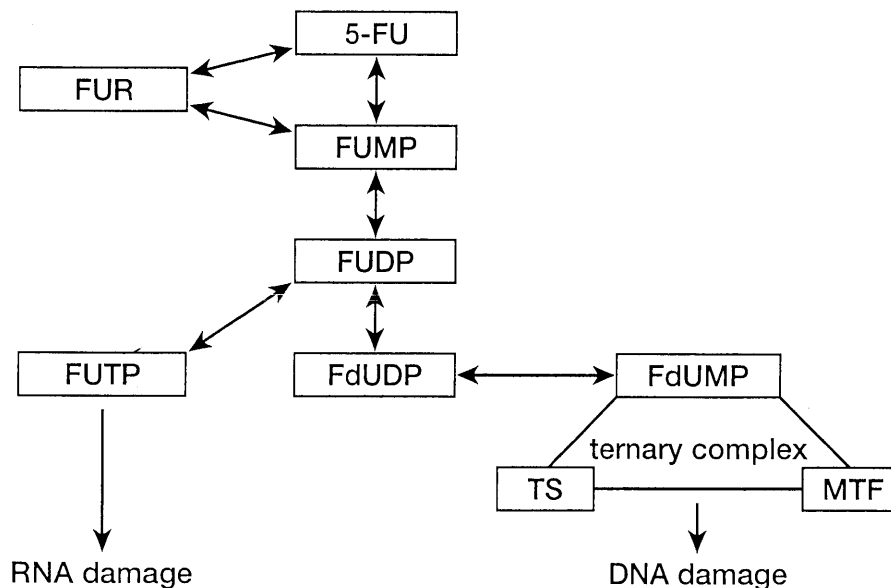 5-FU
FUR
FUMP
FUDP
FUTP
FdUDP
FdUMP
ternary complex
TS
MTF
RNA damage
DNA damage